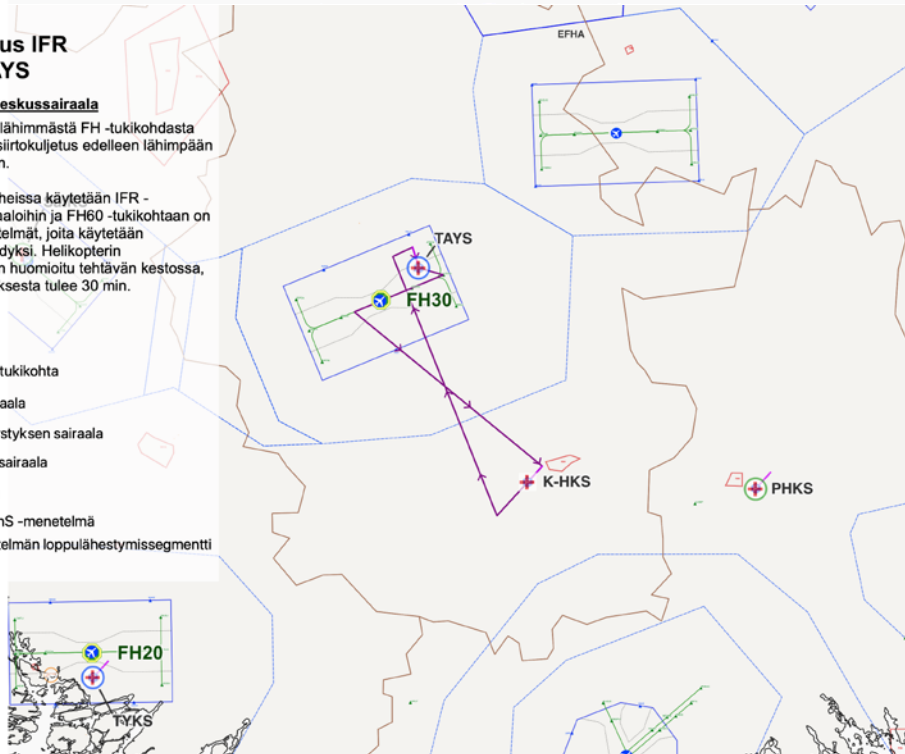 us IFR
AYS
eskussairaala
lähimmästä FH -tukikohdasta
siirtokuljetus edelleen lähimpään
n.
heissa käytetään IFR -
aaloihin ja FH60 -tukikohtaan on
telmät, joita käytetään
dyksi. Helikopterin
n huomioitu tehtävän kestossa,
ksesta tulee 30 min.
tukikohta
aala
styksen sairaala
sairaala
nS -menetelmä
telmän loppulähestymissegmentti
EFHA
TAYS
FH30
K-HKS
PHKS
FH20
TYKS